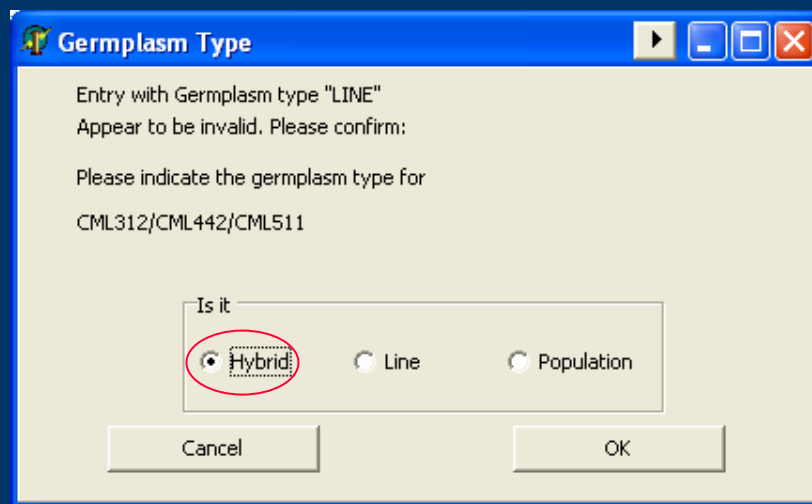 Germplasm Type
Entry with Germplasm type "LINE"
Appear to be invalid. Please confirm:
Please indicate the germplasm type for
CML312/CML442/CML511
Is it
Hybrid Line Population
Cancel OK